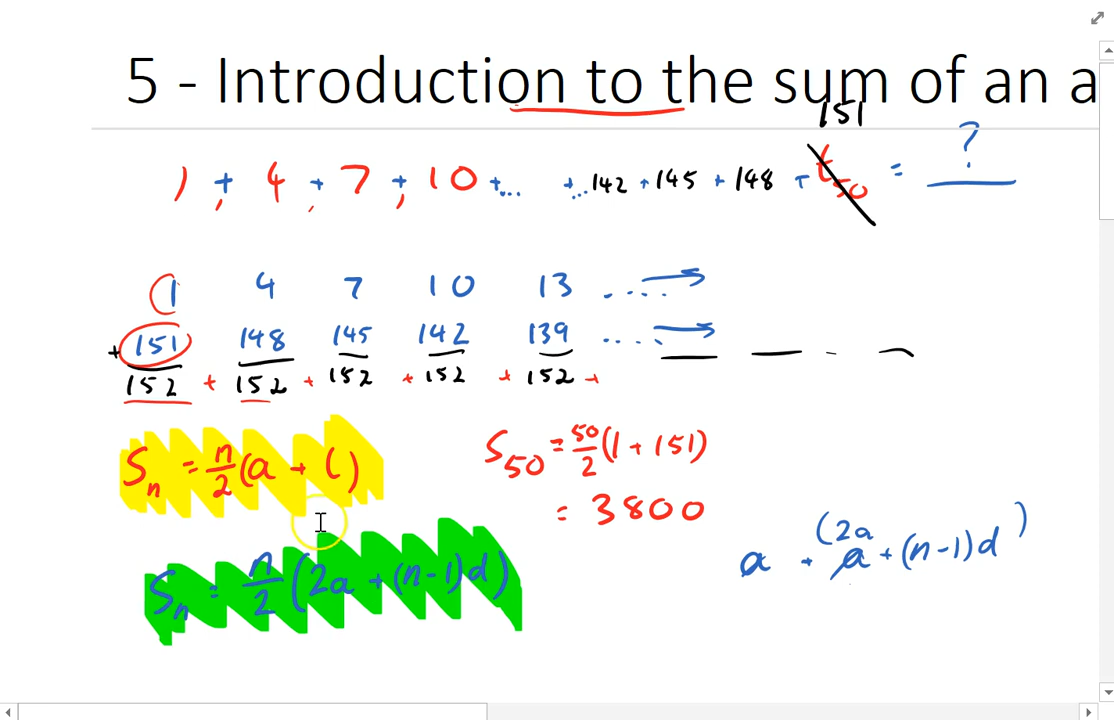 5 - Introduction to the sum of an a
151
1 + 4 + 7 + 10 +... +... 142 + 145 + 148 + t50 = ?
1 4 7 10 13 .....
+ 151 148 145 142 139 .....
152 + 152 + 152 + 152 + 152 +
Sn = n/2 (a + l)
S50 = 50/2 (1 + 151)
= 3800
(2a )
a + a + (n-1)d
Sn = n/2 (2a + (n-1)d)